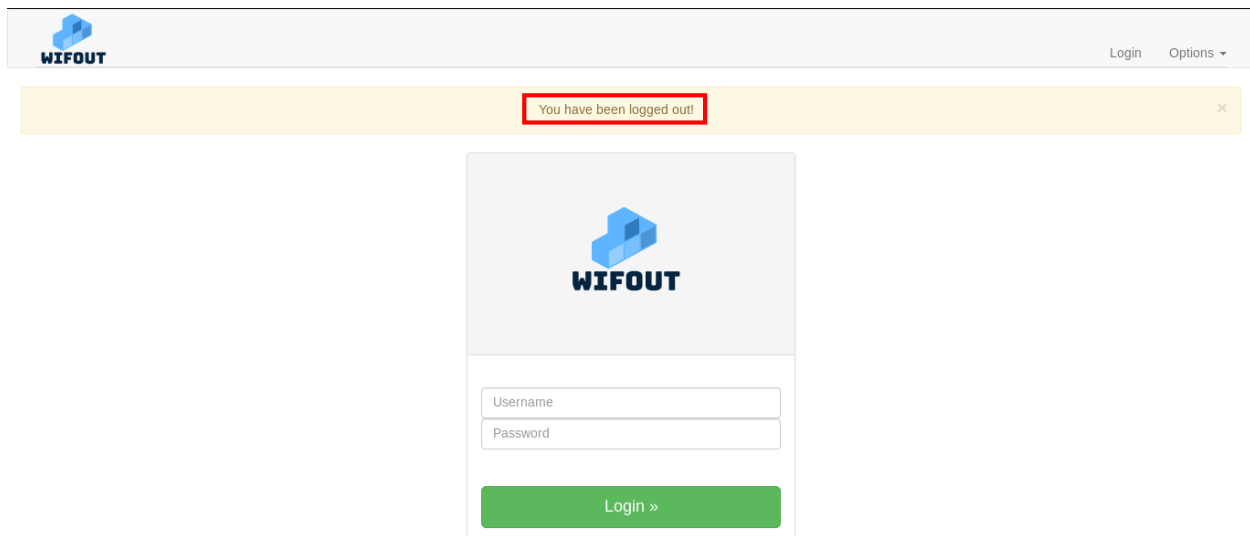 WIFOUT
Login Options
You have been logged out! ×
WIFOUT
Username
Password
Login »